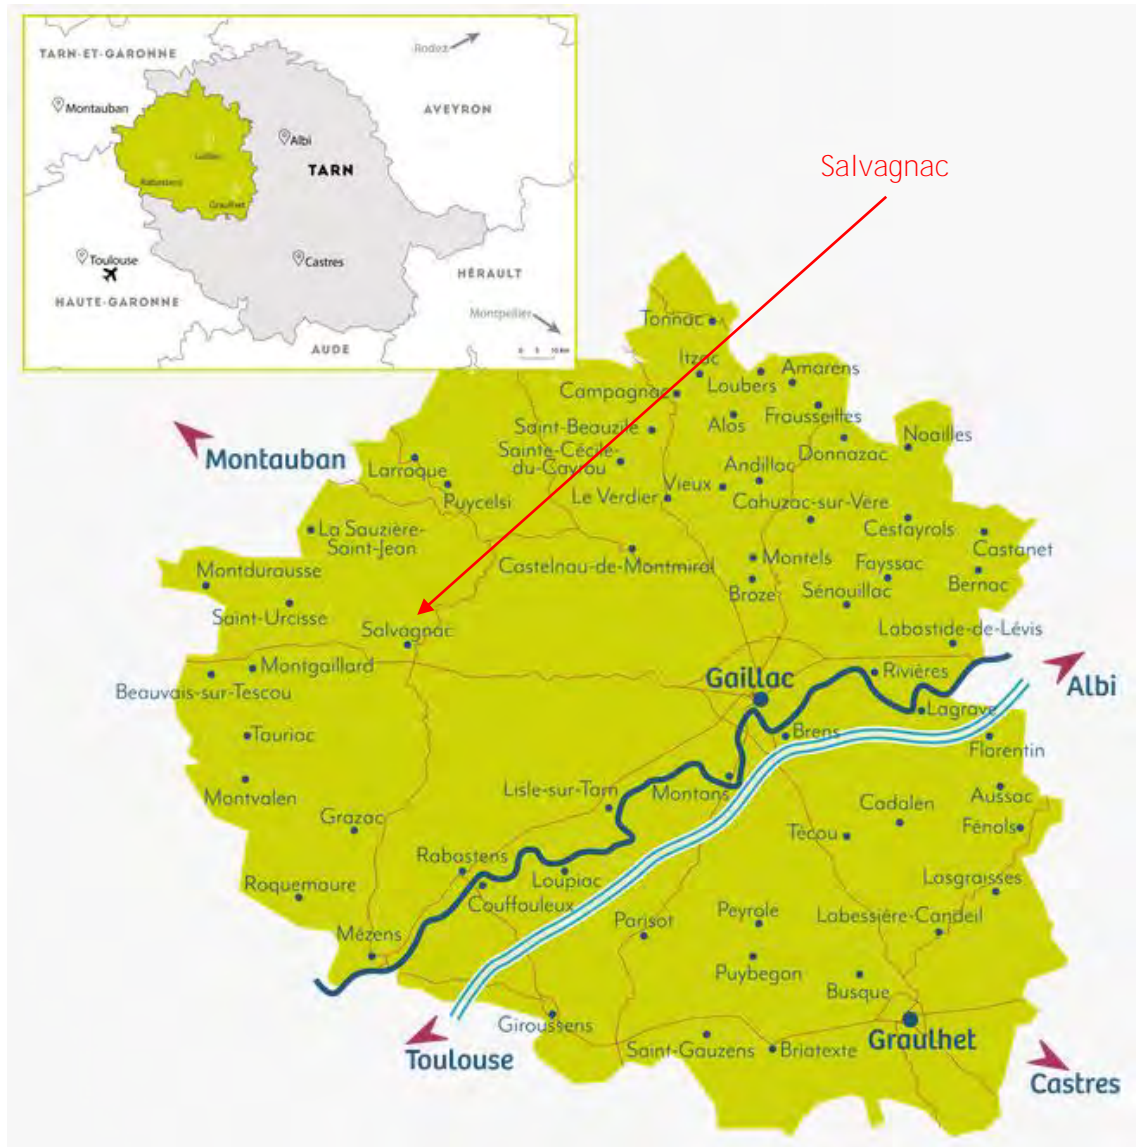 Rodez
TARN-ET-GARONNE
Montauban
AVEYRON
Albi
TARN
Rabastens
Graulhet
Toulouse
Castres
HÉRAULT
HAUTE-GARONNE
Montpellier
AUDE
0 5 10 km
Salvagnac
Tonnac
Itzac
Amarens
Loubers
Campagnac
Frausseilles
Alos
Saint-Beauzile
Noailles
Montauban
Sainte-Cécile-
du-Cayrou
Donnazac
Larroque
Andillac
Puycelsi
Le Verdier
Vieux
Cahuzac-sur-Vère
La Sauzière-
Saint-Jean
Cestayrols
Castanet
Castelnau-de-Montmiral
Montels
Fayssac
Montdurausse
Bernac
Broze
Sénouillac
Saint-Urcisse
Salvagnac
Labastide-de-Lévis
Montgaillard
Rivières
Gaillac
Beauvais-sur-Tescou
Albi
Lagrave
Tauriac
Brens
Florentin
Lisle-sur-Tarn
Montans
Montvalen
Aussac
Cadalen
Grazac
Técou
Fénols
Rabastens
Loupiac
Roquemaure
Lasgraisses
Couffouleux
Parisot
Peyrole
Labessière-Candeil
Mézens
Puybegon
Busque
Giroussens
Graulhet
Toulouse
Saint-Gauzens
Briatexte
Castres